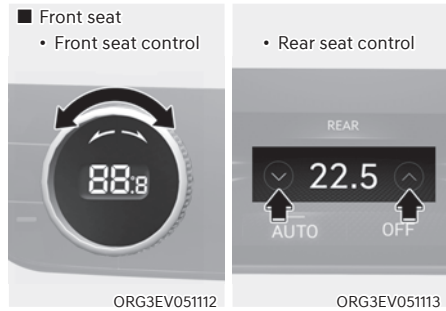 ■ Front seat
• Front seat control
• Rear seat control
88:8
REAR
22.5
AUTO OFF
ORG3EV051112
ORG3EV051113